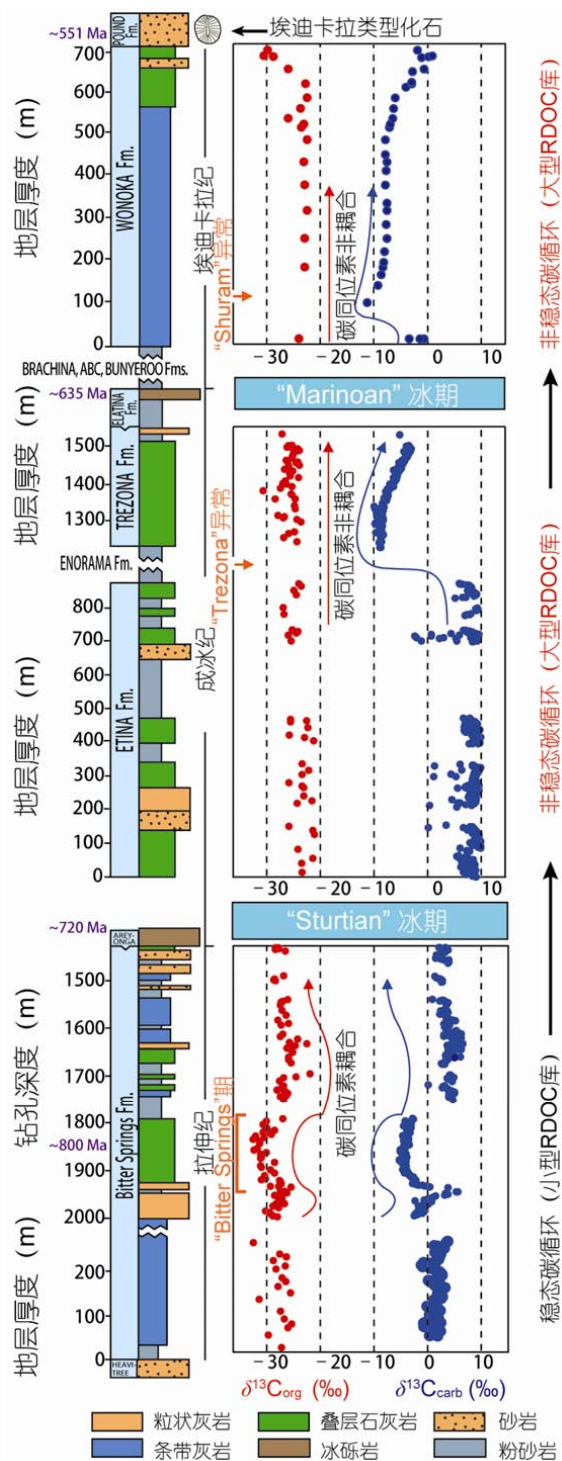 ~551 Ma
POUND Fm.
埃迪卡拉类型化石
地层厚度 (m)
700
600
500
400
300
200
100
0
WONOKA Fm.
埃迪卡拉纪
"Shuram"异常
碳同位素非耦合
非稳态碳循环 (大型RDOC库)
−30
−20
−10
0
10
BRACHINA, ABC, BUNYEROO Fms.
~635 Ma
ELATINA Fm.
"Marinoan" 冰期
地层厚度 (m)
1500
1400
1300
TREZONA Fm.
ENORAMA Fm.
"Trezona"异常
碳同位素非耦合
成冰纪
地层厚度 (m)
800
700
600
500
400
300
200
100
0
ETINA Fm.
非稳态碳循环 (大型RDOC库)
−30
−20
−10
0
10
~720 Ma
AREY-
ONGA
"Sturtian" 冰期
钻孔深度 (m)
1500
1600
1700
1800
~800 Ma
1900
2000
Bitter Springs Fm.
拉伸纪
"Bitter Springs"期
碳同位素耦合
稳态碳循环 (小型RDOC库)
地层厚度 (m)
200
100
0
HEAVI-
TREE
−30
−20
−10
0
10
δ13Corg (‰)
δ13Ccarb (‰)
粒状灰岩
叠层石灰岩
砂岩
条带灰岩
冰砾岩
粉砂岩